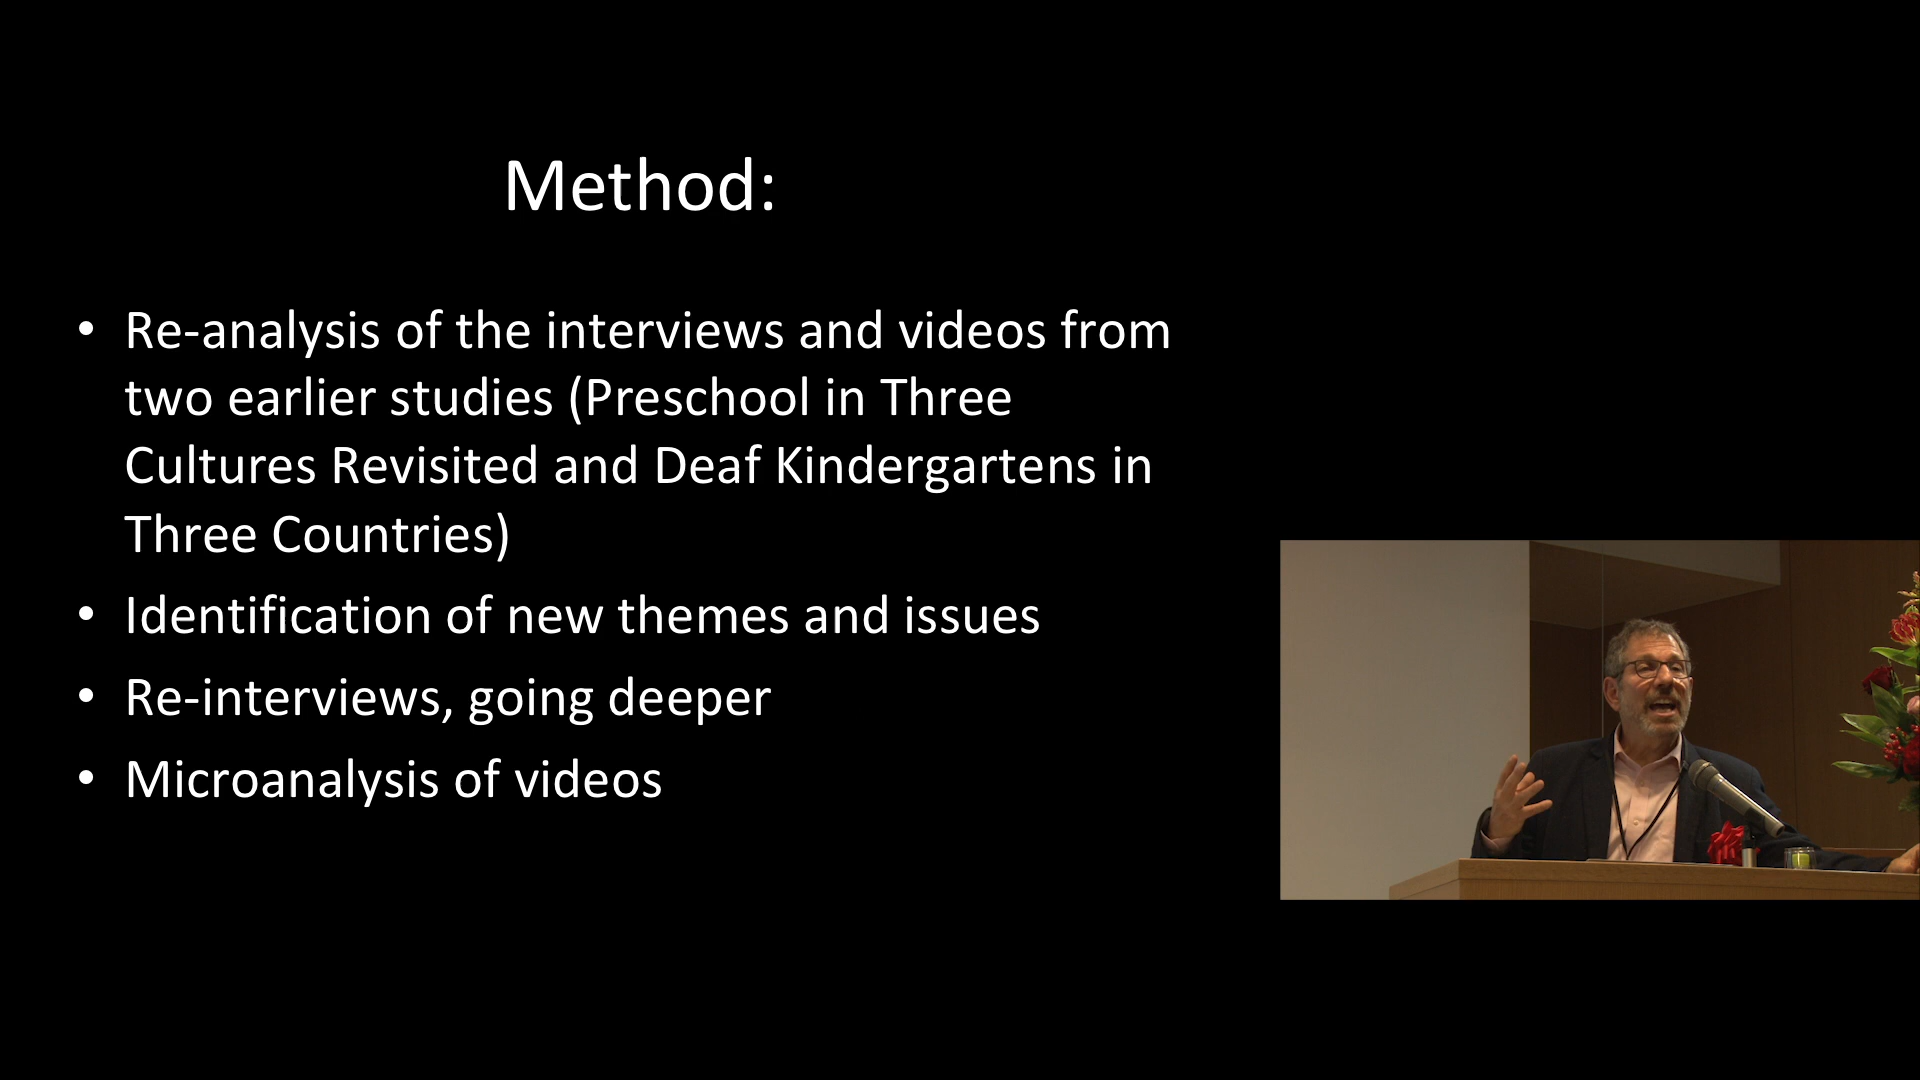 Method:
• Re-analysis of the interviews and videos from
two earlier studies (Preschool in Three
Cultures Revisited and Deaf Kindergartens in
Three Countries)
• Identification of new themes and issues
• Re-interviews, going deeper
• Microanalysis of videos